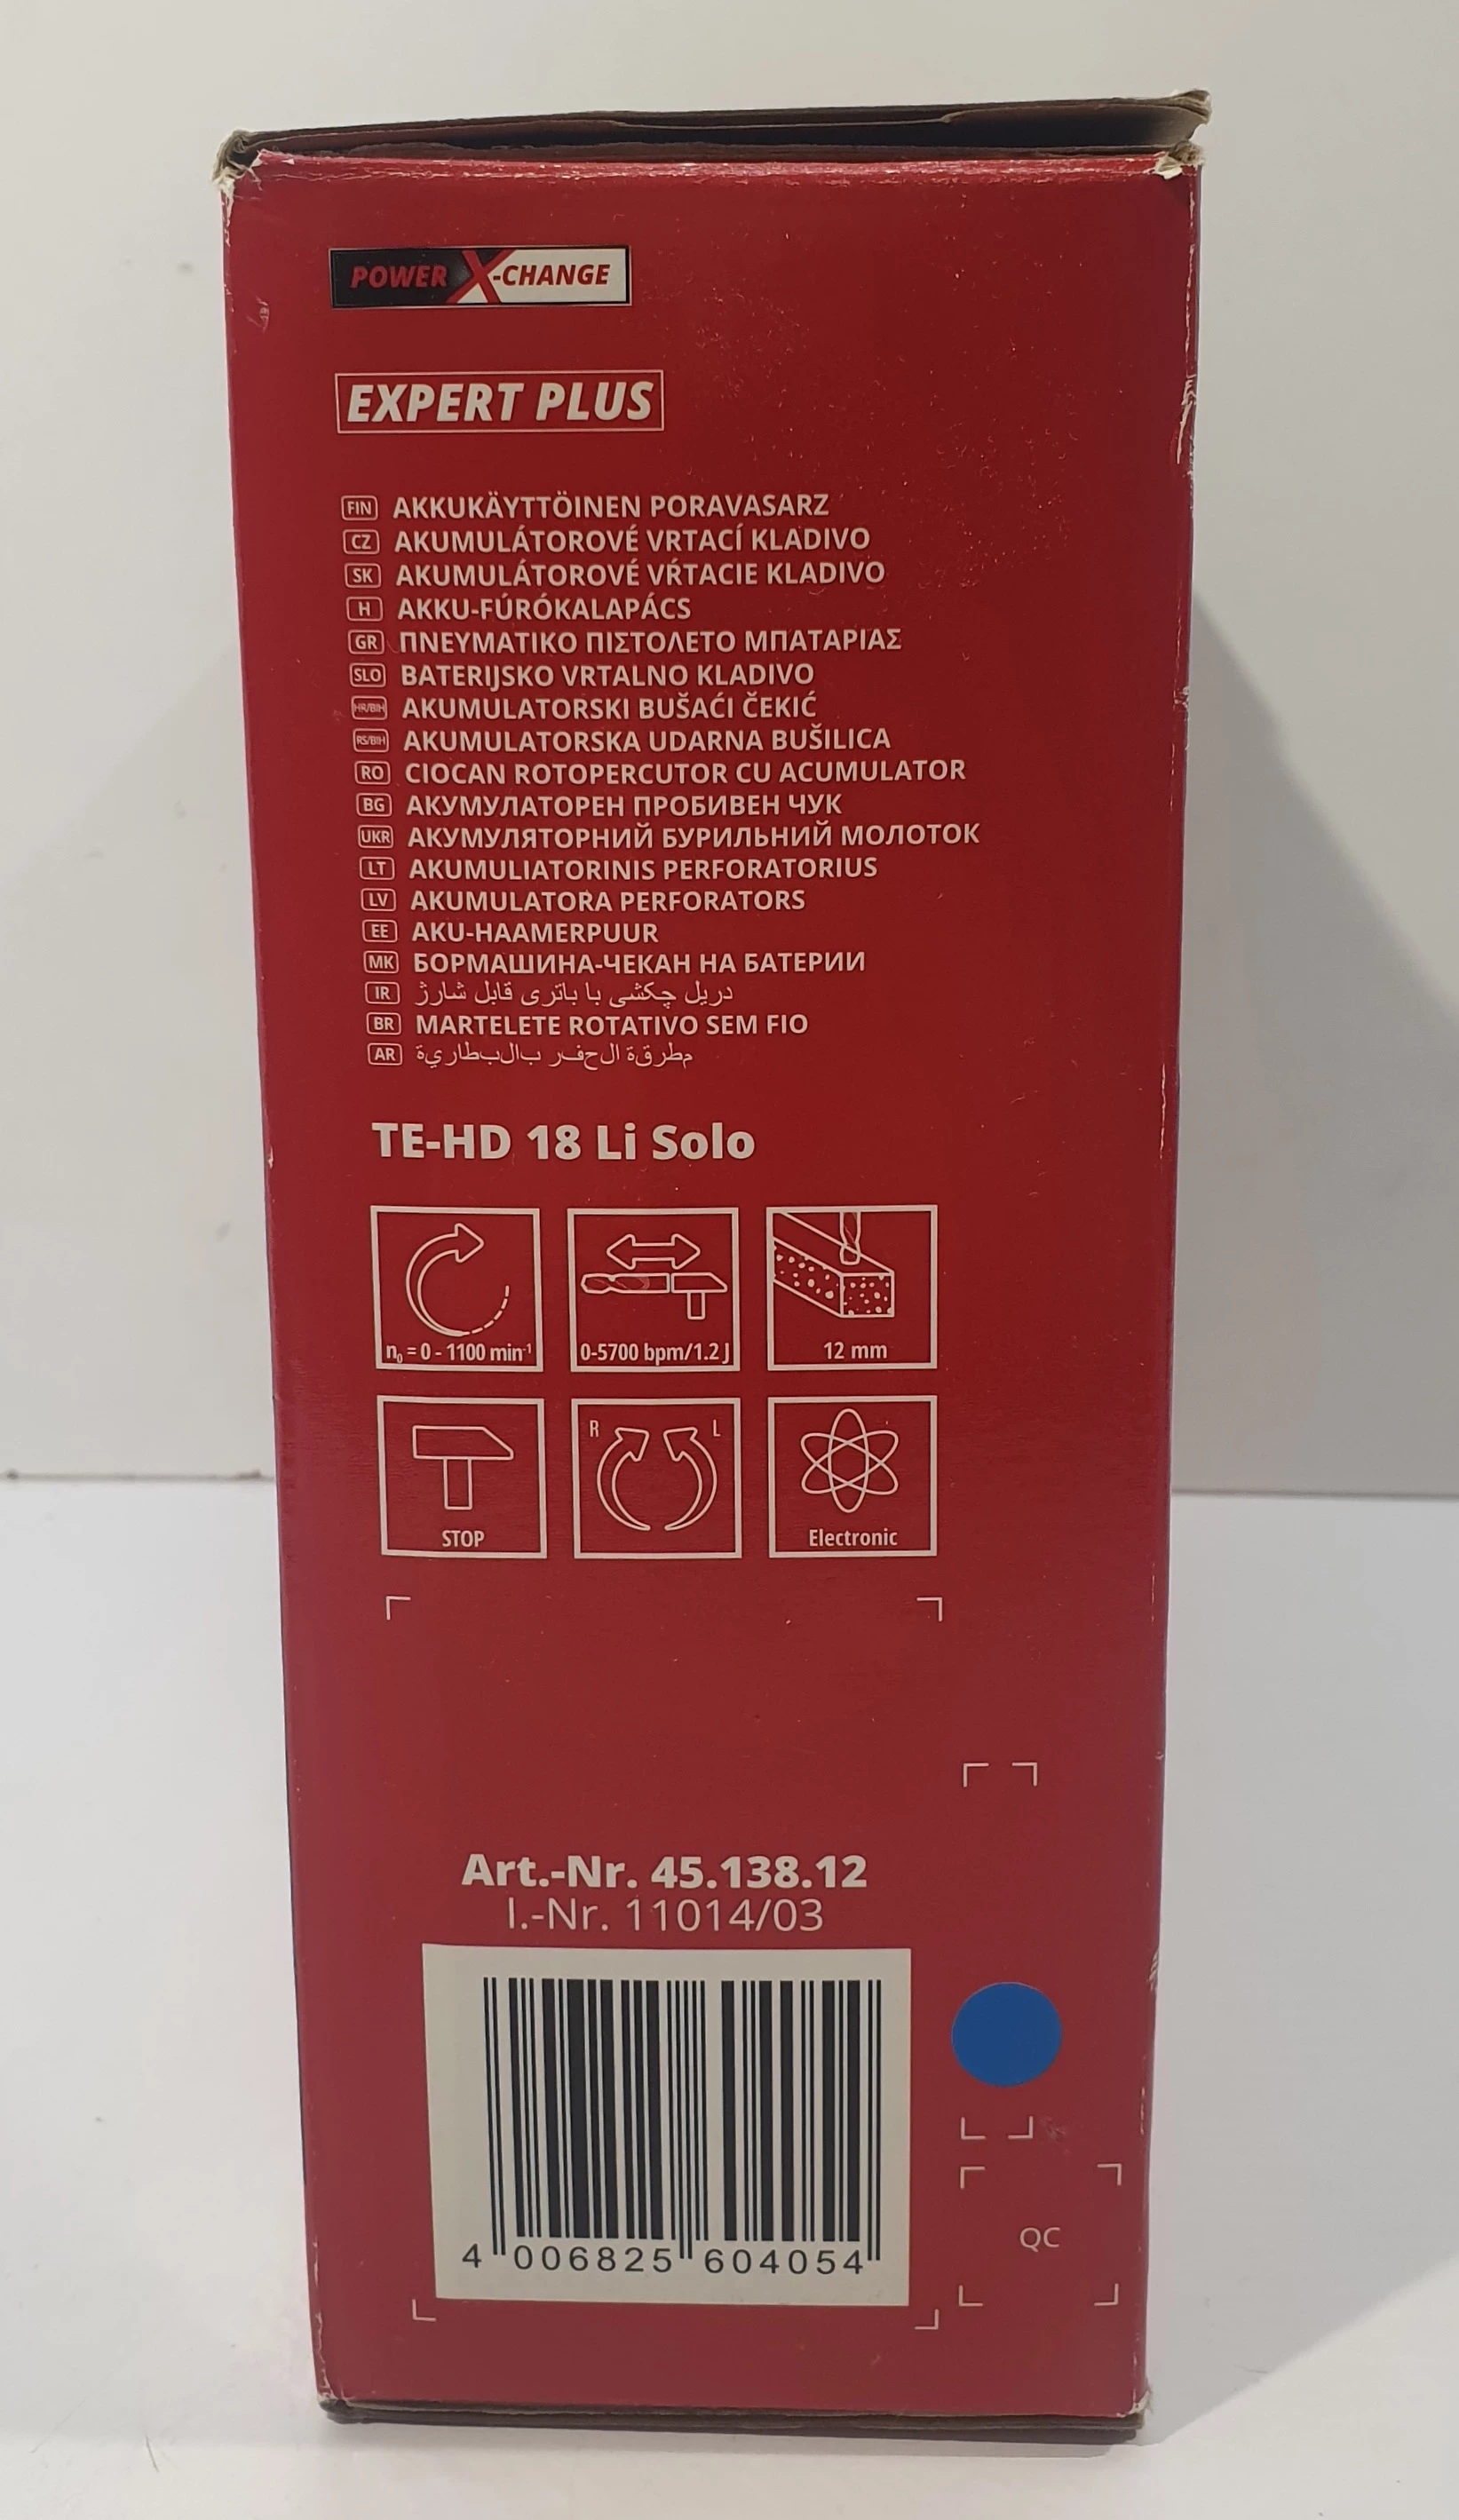 POWER X-CHANGE
EXPERT PLUS
FIN AKKUKÄYTTÖINEN PORAVASARZ
CZ AKUMULÁTOROVÉ VRTACÍ KLADIVO
SK AKUMULÁTOROVÉ VŔTACIE KLADIVO
H AKKU-FÚRÓKALAPÁCS
GR ΠΝΕΥΜΑΤΙΚΟ ΠΙΣΤΟΛΕΤΟ ΜΠΑΤΑΡΙΑΣ
SLO BATERIJSKO VRTALNO KLADIVO
HR/BIH AKUMULATORSKI BUŠAĆI ČEKIĆ
RS/BIH AKUMULATORSKA UDARNA BUŠILICA
RO CIOCAN ROTOPERCUTOR CU ACUMULATOR
BG АКУМУЛАТОРЕН ПРОБИВЕН ЧУК
UKR АКУМУЛЯТОРНИЙ БУРИЛЬНИЙ МОЛОТОК
LT AKUMULIATORINIS PERFORATORIUS
LV AKUMULATORA PERFORATORS
EE AKU-HAAMERPUUR
MK БОРМАШИНА-ЧЕКАН НА БАТЕРИИ
IR دریل چکشی با باتری قابل شارژ
BR MARTELETE ROTATIVO SEM FIO
AR مطرقة الحفر بالبطارية
TE-HD 18 Li Solo
n₀ = 0 - 1100 min⁻¹
0-5700 bpm/1.2 J
12 mm
STOP
R L
Electronic
Art.-Nr. 45.138.12
I.-Nr. 11014/03
4 006825 604054
QC